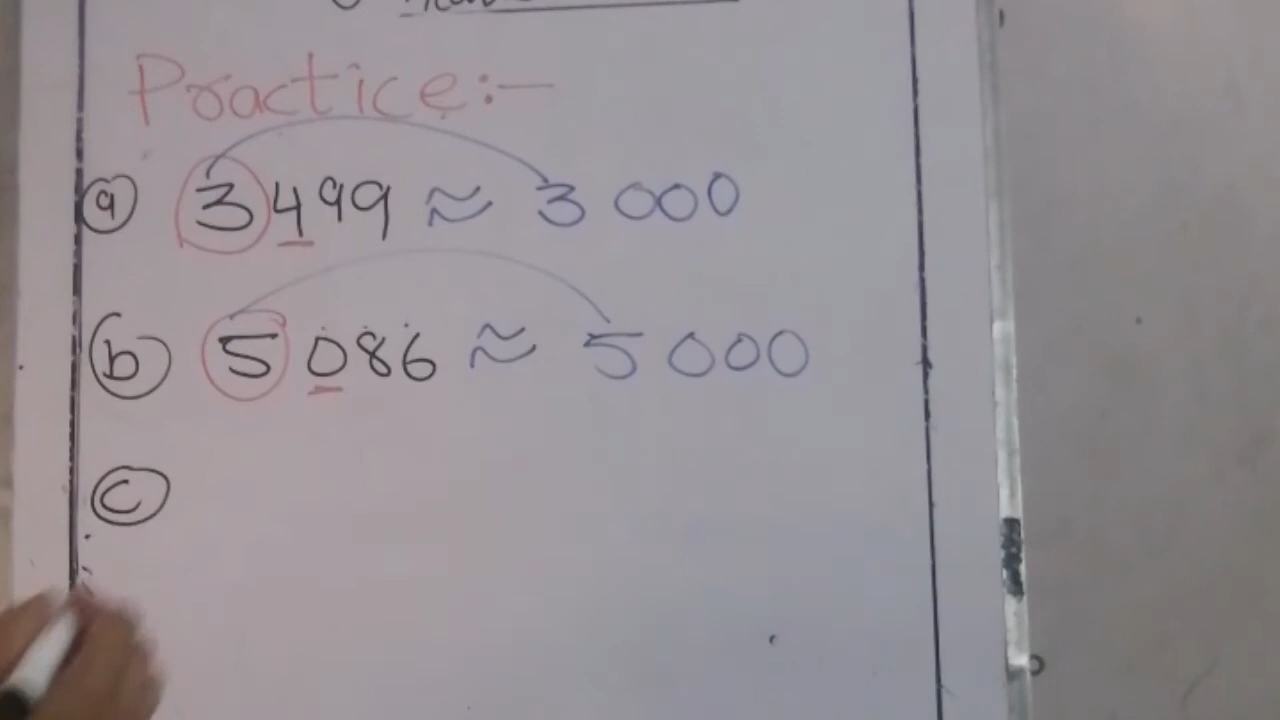 Practice:-
(a) 3499 ≈ 3000
(b) 5086 ≈ 5000
(c)